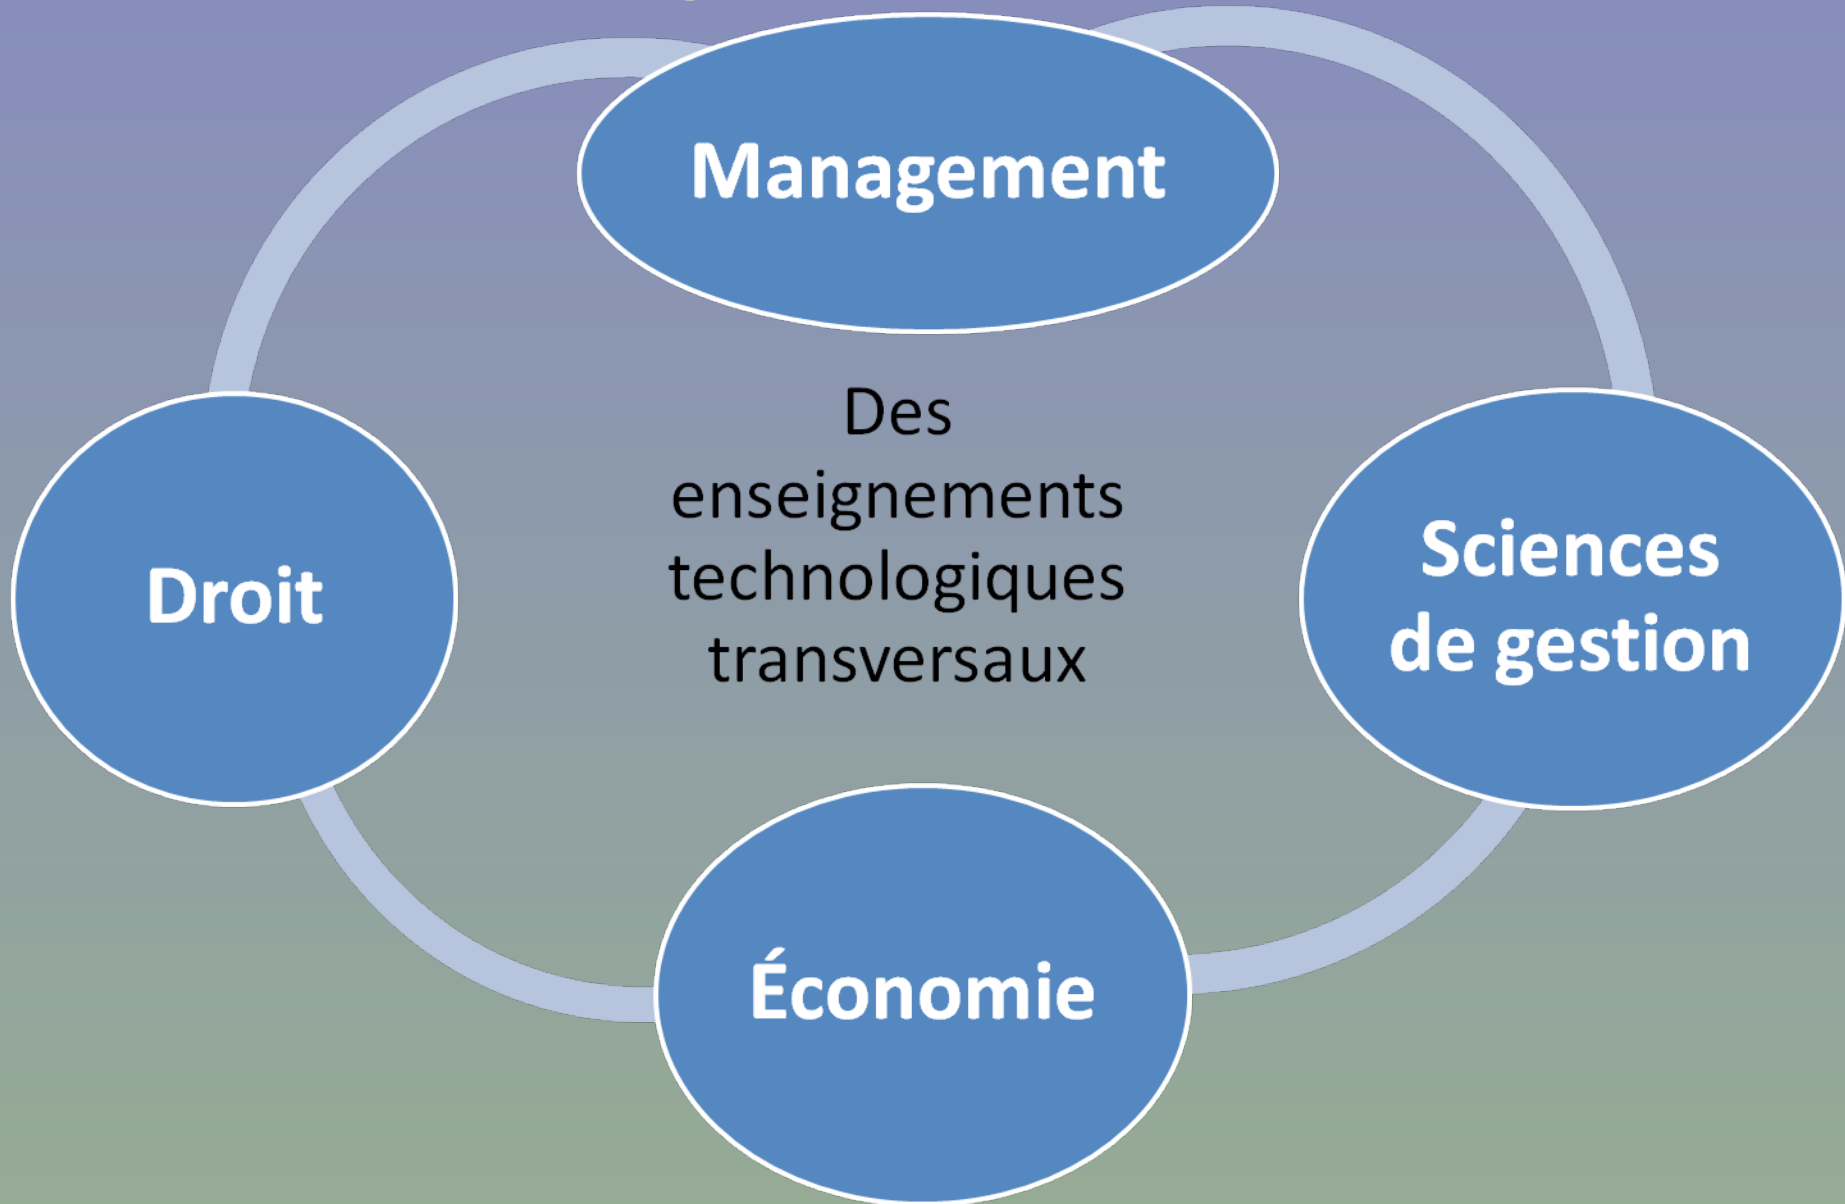 Management
Des
enseignements
technologiques
transversaux
Droit
Sciences
de gestion
Économie